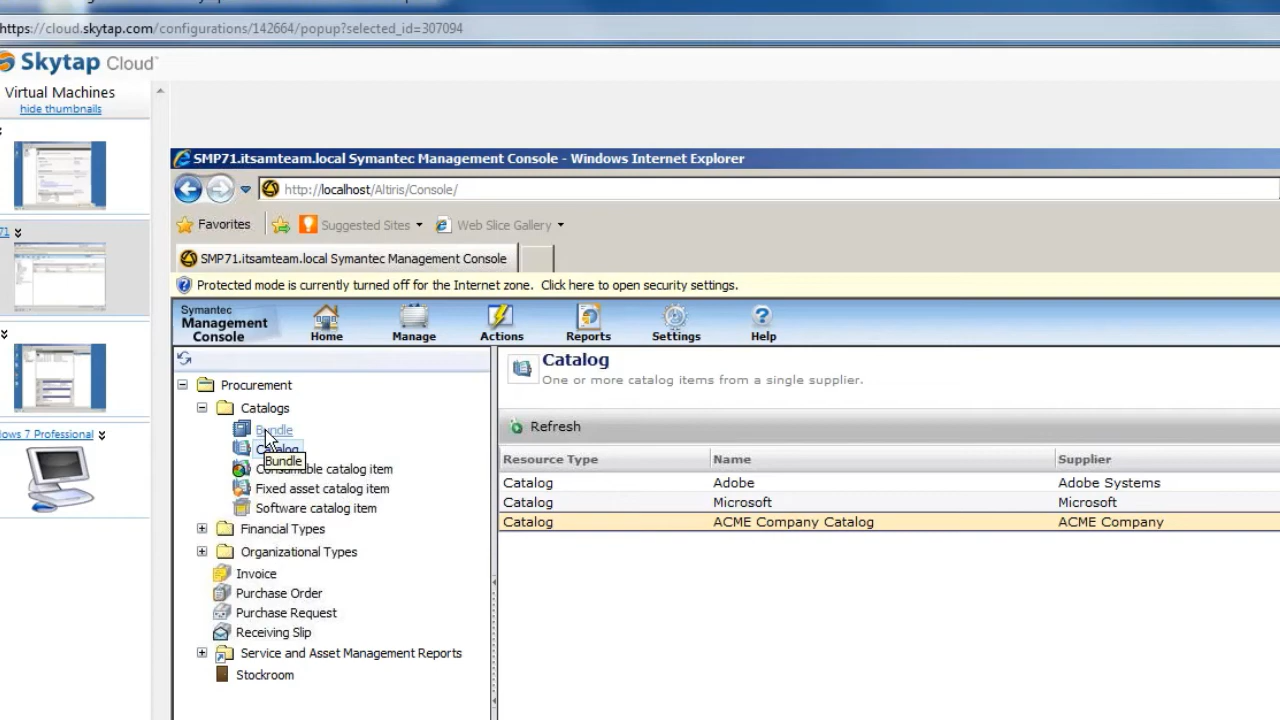 https://cloud.skytap.com/configurations/142664/popup?selected_id=307094
Skytap Cloud
Virtual Machines
hide thumbnails
71
ows 7 Professional
SMP71.itsamteam.local Symantec Management Console - Windows Internet Explorer
http://localhost/Altiris/Console/
Favorites Suggested Sites Web Slice Gallery
SMP71.itsamteam.local Symantec Management Console
Protected mode is currently turned off for the Internet zone. Click here to open security settings.
Symantec
Management
Console
Home Manage Actions Reports Settings Help
Procurement
Catalogs
Bundle
Catalog
Bundle
Consumable catalog item
Fixed asset catalog item
Software catalog item
Financial Types
Organizational Types
Invoice
Purchase Order
Purchase Request
Receiving Slip
Service and Asset Management Reports
Stockroom
Catalog
One or more catalog items from a single supplier.
Refresh
Resource Type Name Supplier
Catalog Adobe Adobe Systems
Catalog Microsoft Microsoft
Catalog ACME Company Catalog ACME Company